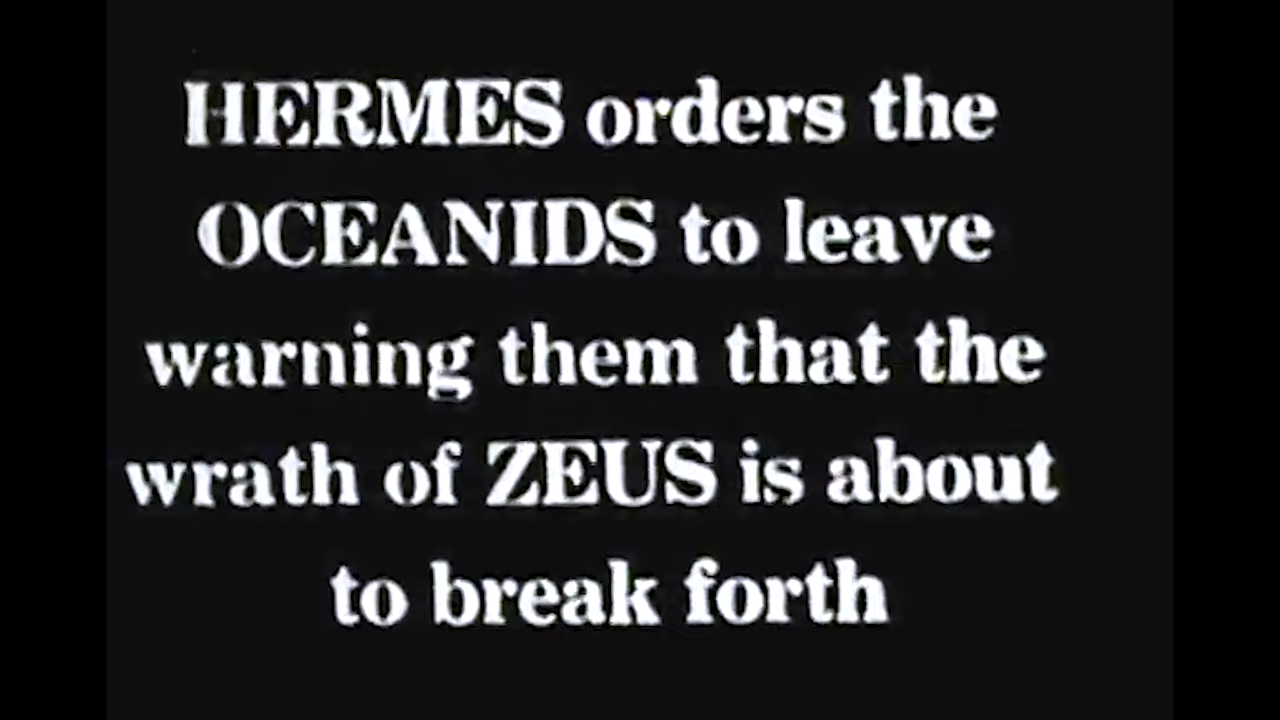 HERMES orders the
OCEANIDS to leave
warning them that the
wrath of ZEUS is about
to break forth